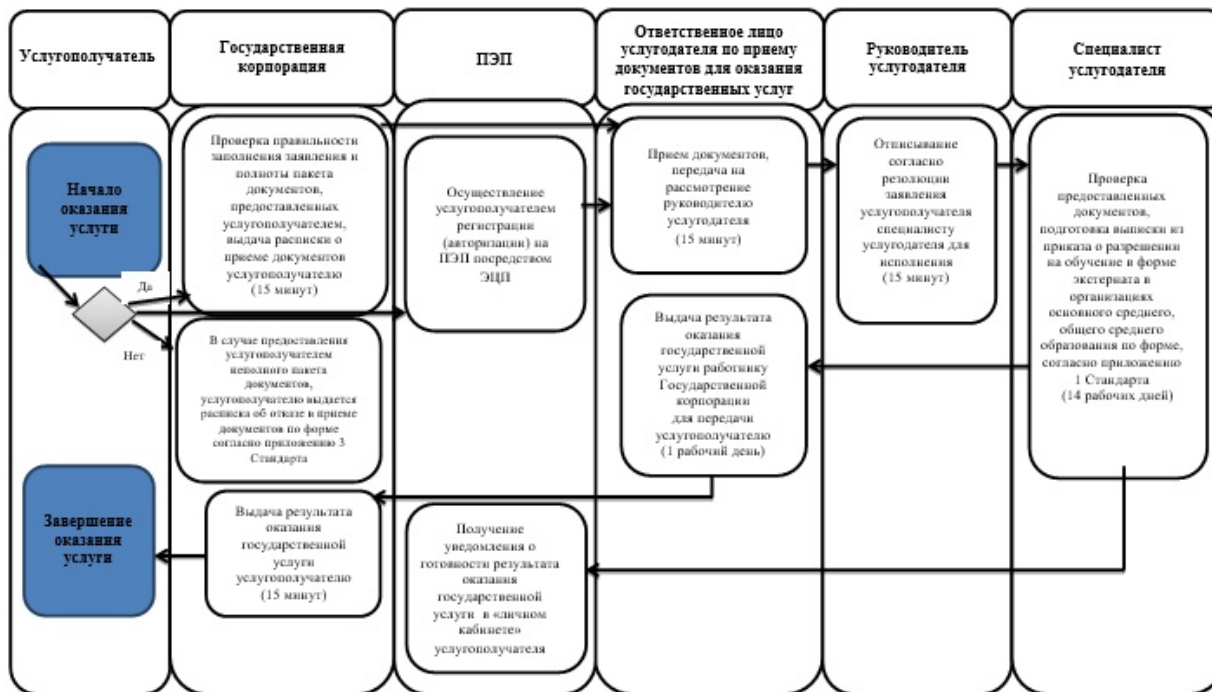 Услугополучатель
Государственная
корпорация
ПЭП
Ответственное лицо
услугодателя по приему
документов для оказания
государственных услуг
Руководитель
услугодателя
Специалист
услугодателя
Начало
оказания
услуги
Да
Нет
Проверка правильности
заполнения заявления и
полноты пакета
документов,
предоставленных
услугополучателем,
выдача расписки о
приеме документов
услугополучателю
(15 минут)
В случае предоставления
услугополучателем
неполного пакета
документов,
услугополучателю выдается
расписка об отказе в приеме
документов по форме
согласно приложению 3
Стандарта
Осуществление
услугополучателем
регистрации
(авторизации) на
ПЭП посредством
ЭЦП
Прием документов,
передача на
рассмотрение
руководителю
услугодателя
(15 минут)
Отписывание
согласно
резолюции
заявления
услугополучателя
специалисту
услугодателя для
исполнения
(15 минут)
Проверка
предоставленных
документов,
подготовка выписки из
приказа о разрешении
на обучение в форме
экстерната в
организациях
основного среднего,
общего среднего
образования по форме,
согласно приложению
1 Стандарта
(14 рабочих дней)
Выдача результата
оказания
государственной
услуги работнику
Государственной
корпорации
для передачи
услугополучателю
(1 рабочий день)
Завершение
оказания
услуги
Выдача результата
оказания
государственной
услуги
услугополучателю
(15 минут)
Получение
уведомления о
готовности результата
оказания
государственной
услуги в «личном
кабинете»
услугополучателя